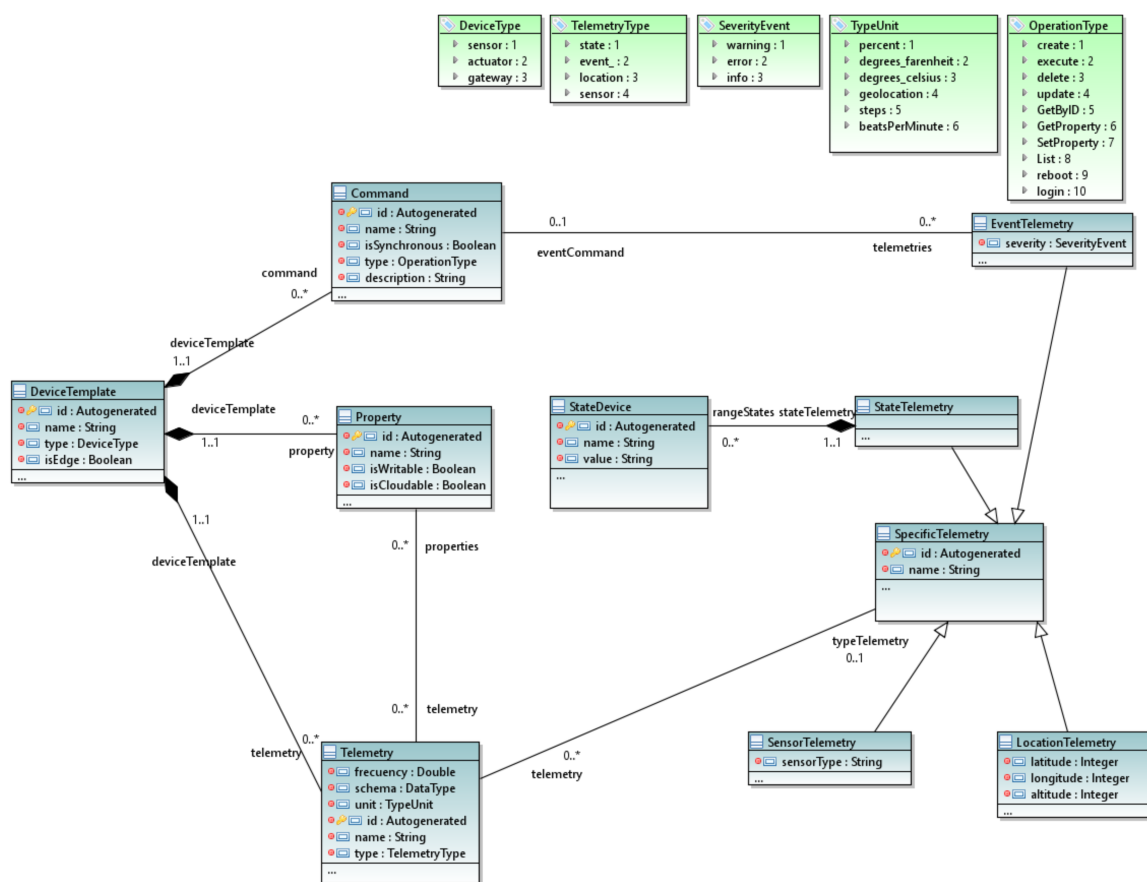 DeviceType
sensor : 1
actuator : 2
gateway : 3
TelemetryType
state : 1
event_ : 2
location : 3
sensor : 4
SeverityEvent
warning : 1
error : 2
info : 3
TypeUnit
percent : 1
degrees_farenheit : 2
degrees_celsius : 3
geolocation : 4
steps : 5
beatsPerMinute : 6
OperationType
create : 1
execute : 2
delete : 3
update : 4
GetByID : 5
GetProperty : 6
SetProperty : 7
List : 8
reboot : 9
login : 10
Command
id : Autogenerated
name : String
isSynchronous : Boolean
type : OperationType
description : String
...
0..1
eventCommand
0..*
telemetries
EventTelemetry
severity : SeverityEvent
...
command
0..*
deviceTemplate
1..1
DeviceTemplate
id : Autogenerated
name : String
type : DeviceType
isEdge : Boolean
...
deviceTemplate
1..1
0..*
property
Property
id : Autogenerated
name : String
isWritable : Boolean
isCloudable : Boolean
...
StateDevice
id : Autogenerated
name : String
value : String
...
rangeStates
0..*
stateTelemetry
1..1
StateTelemetry
...
1..1
deviceTemplate
0..*
properties
SpecificTelemetry
id : Autogenerated
name : String
...
typeTelemetry
0..1
0..*
telemetry
0..*
telemetry
0..*
telemetry
Telemetry
frecuency : Double
schema : DataType
unit : TypeUnit
id : Autogenerated
name : String
type : TelemetryType
...
SensorTelemetry
sensorType : String
...
LocationTelemetry
latitude : Integer
longitude : Integer
altitude : Integer
...